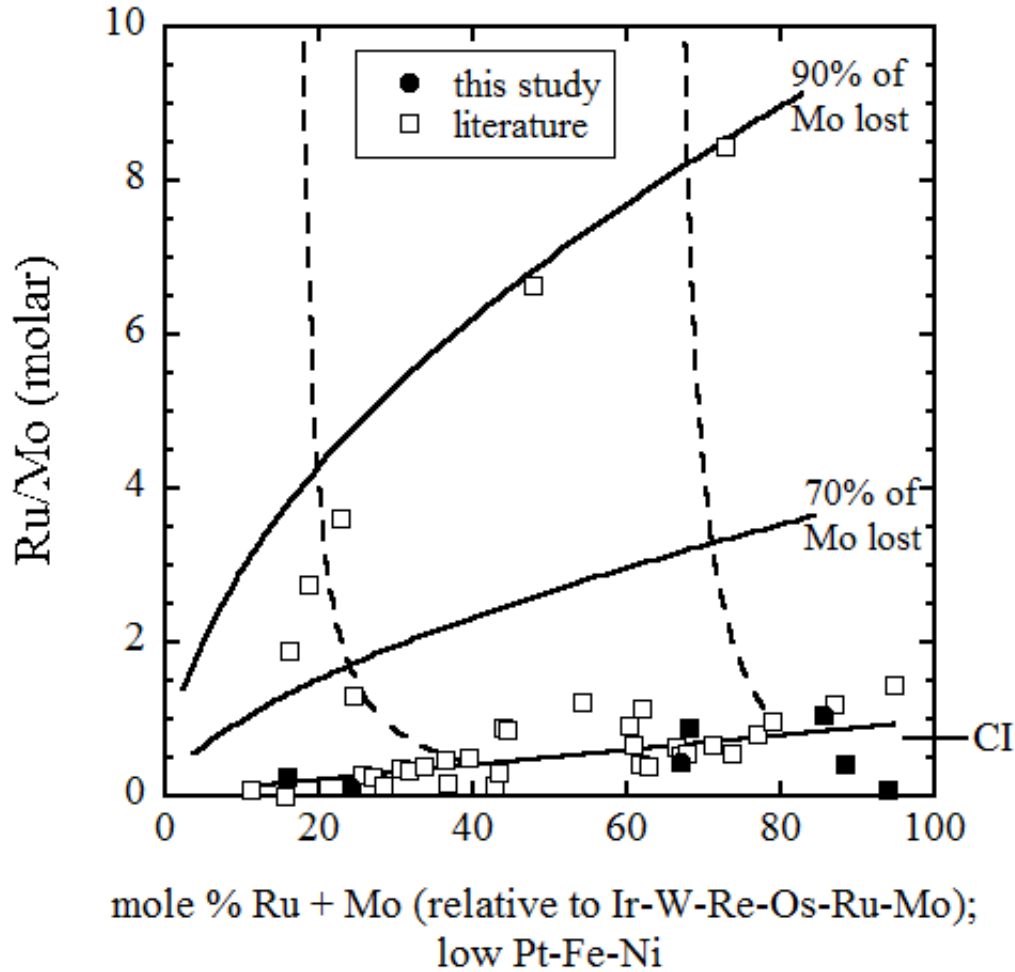 10
8
6
4
2
0
Ru/Mo (molar)
this study
literature
90% of
Mo lost
70% of
Mo lost
CI
0 20 40 60 80 100
mole % Ru + Mo (relative to Ir-W-Re-Os-Ru-Mo);
low Pt-Fe-Ni